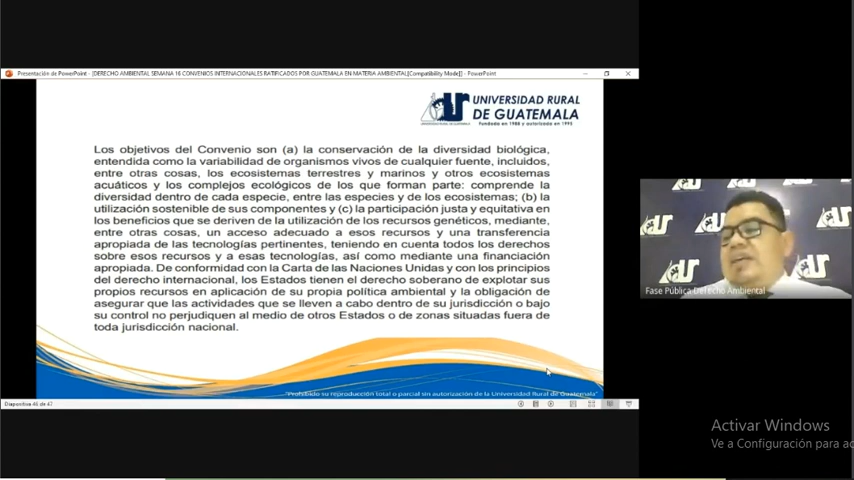 Presentación de PowerPoint - [DERECHO AMBIENTAL SEMANA 16 CONVENIOS INTERNACIONALES RATIFICADOS POR GUATEMALA EN MATERIA AMBIENTAL[Compatibility Mode]] - PowerPoint
UNIVERSIDAD RURAL
DE GUATEMALA
Fundada en 1988 y autorizada en 1995
Los objetivos del Convenio son (a) la conservación de la diversidad biológica,
entendida como la variabilidad de organismos vivos de cualquier fuente, incluidos,
entre otras cosas, los ecosistemas terrestres y marinos y otros ecosistemas
acuáticos y los complejos ecológicos de los que forman parte: comprende la
diversidad dentro de cada especie, entre las especies y de los ecosistemas; (b) la
utilización sostenible de sus componentes y (c) la participación justa y equitativa en
los beneficios que se deriven de la utilización de los recursos genéticos, mediante,
entre otras cosas, un acceso adecuado a esos recursos y una transferencia
apropiada de las tecnologías pertinentes, teniendo en cuenta todos los derechos
sobre esos recursos y a esas tecnologías, así como mediante una financiación
apropiada. De conformidad con la Carta de las Naciones Unidas y con los principios
del derecho internacional, los Estados tienen el derecho soberano de explotar sus
propios recursos en aplicación de su propia política ambiental y la obligación de
asegurar que las actividades que se lleven a cabo dentro de su jurisdicción o bajo
su control no perjudiquen al medio de otros Estados o de zonas situadas fuera de
toda jurisdicción nacional.
"Prohibido su reproducción total o parcial sin autorización de la Universidad Rural de Guatemala"
Diapositiva 46 de 47
Fase Pública Derecho Ambiental
Activar Windows
Ve a Configuración para ac